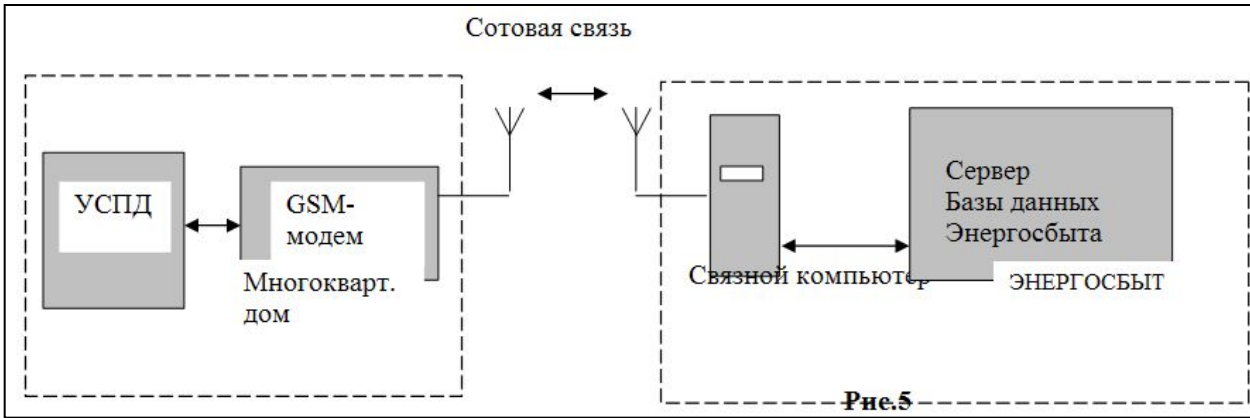 Сотовая связь
УСПД
GSM-
модем
Многокварт.
дом
Связной компьютер
Сервер
Базы данных
Энергосбыта
ЭНЕРГОСБЫТ
Рис.5